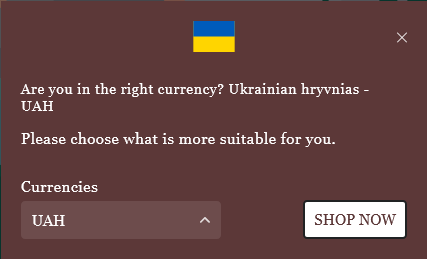 Are you in the right currency? Ukrainian hryvnias -
UAH
Please choose what is more suitable for you.
Currencies
UAH
SHOP NOW